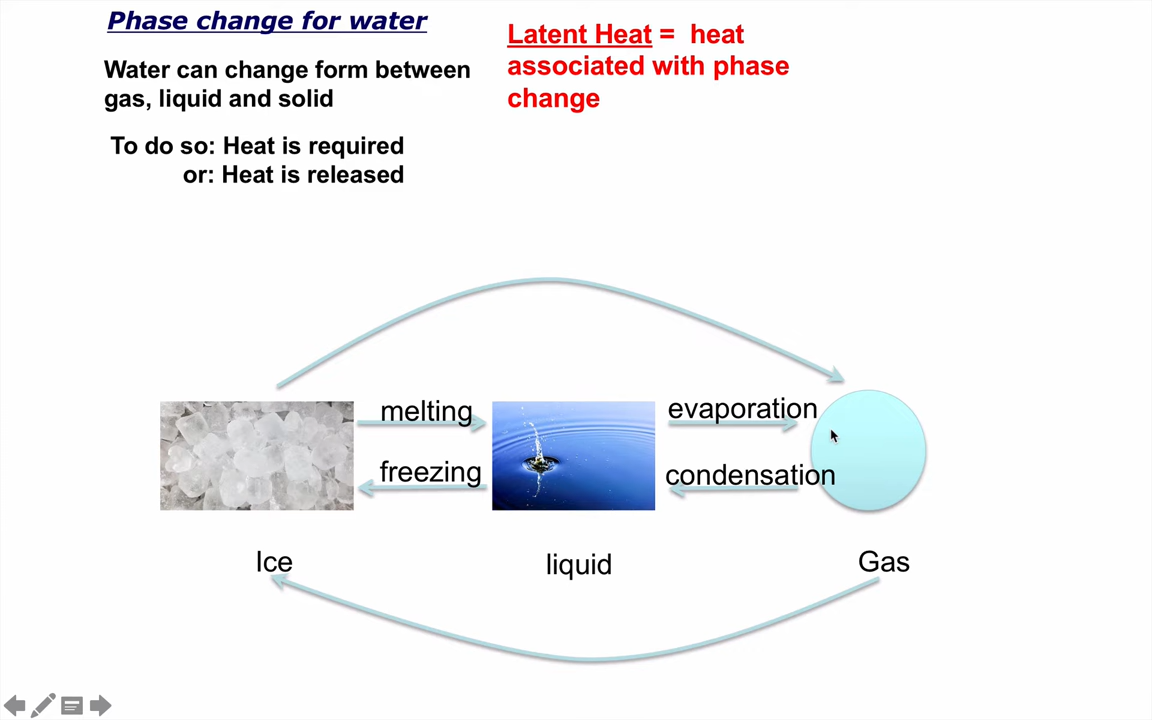 Phase change for water
Water can change form between
gas, liquid and solid
To do so: Heat is required
or: Heat is released
Latent Heat = heat
associated with phase
change
melting
evaporation
freezing
condensation
Ice
liquid
Gas